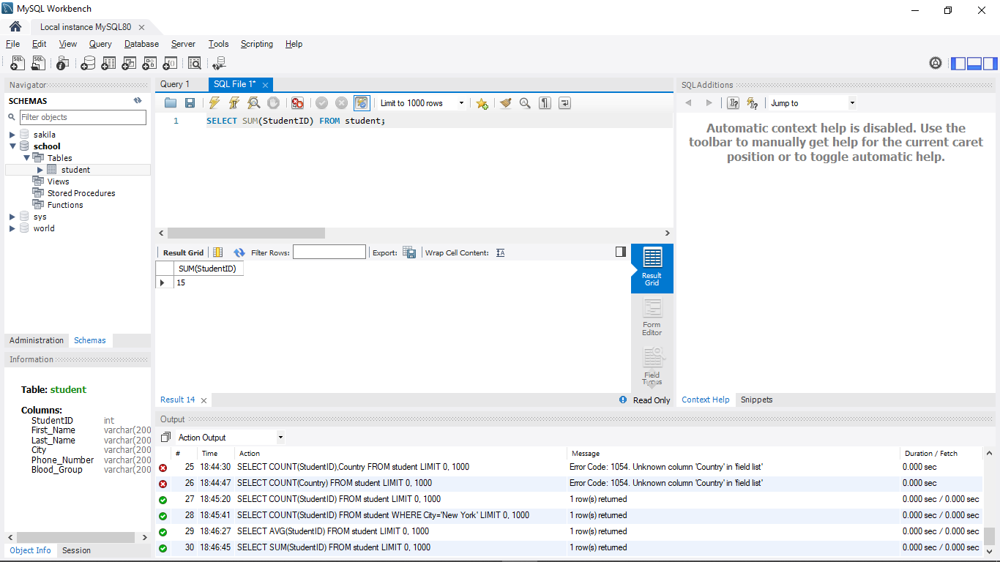 MySQL Workbench
Local instance MySQL80
File Edit View Query Database Server Tools Scripting Help
Navigator
SCHEMAS
Filter objects
sakila
school
Tables
student
Views
Stored Procedures
Functions
sys
world
Administration Schemas
Information
Table: student
Columns:
StudentID int
First_Name varchar(200
Last_Name varchar(200
City varchar(200
Phone_Number varchar(200
Blood_Group varchar(200
Object Info Session
Query 1 SQL File 1*
Limit to 1000 rows
1 SELECT SUM(StudentID) FROM student;
Result Grid Filter Rows: Export: Wrap Cell Content:
SUM(StudentID)
15
Result
Grid
Form
Editor
Field
Types
Result 14 Read Only
SQLAdditions
Jump to
Automatic context help is disabled. Use the
toolbar to manually get help for the current caret
position or to toggle automatic help.
Context Help Snippets
Output
Action Output
# Time Action Message Duration / Fetch
25 18:44:30 SELECT COUNT(StudentID),Country FROM student LIMIT 0, 1000 Error Code: 1054. Unknown column 'Country' in 'field list' 0.000 sec
26 18:44:47 SELECT COUNT(Country) FROM student LIMIT 0, 1000 Error Code: 1054. Unknown column 'Country' in 'field list' 0.000 sec
27 18:45:20 SELECT COUNT(StudentID) FROM student LIMIT 0, 1000 1 row(s) returned 0.000 sec / 0.000 sec
28 18:45:41 SELECT COUNT(StudentID) FROM student WHERE City='New York' LIMIT 0, 1000 1 row(s) returned 0.000 sec / 0.000 sec
29 18:46:27 SELECT AVG(StudentID) FROM student LIMIT 0, 1000 1 row(s) returned 0.000 sec / 0.000 sec
30 18:46:45 SELECT SUM(StudentID) FROM student LIMIT 0, 1000 1 row(s) returned 0.000 sec / 0.000 sec